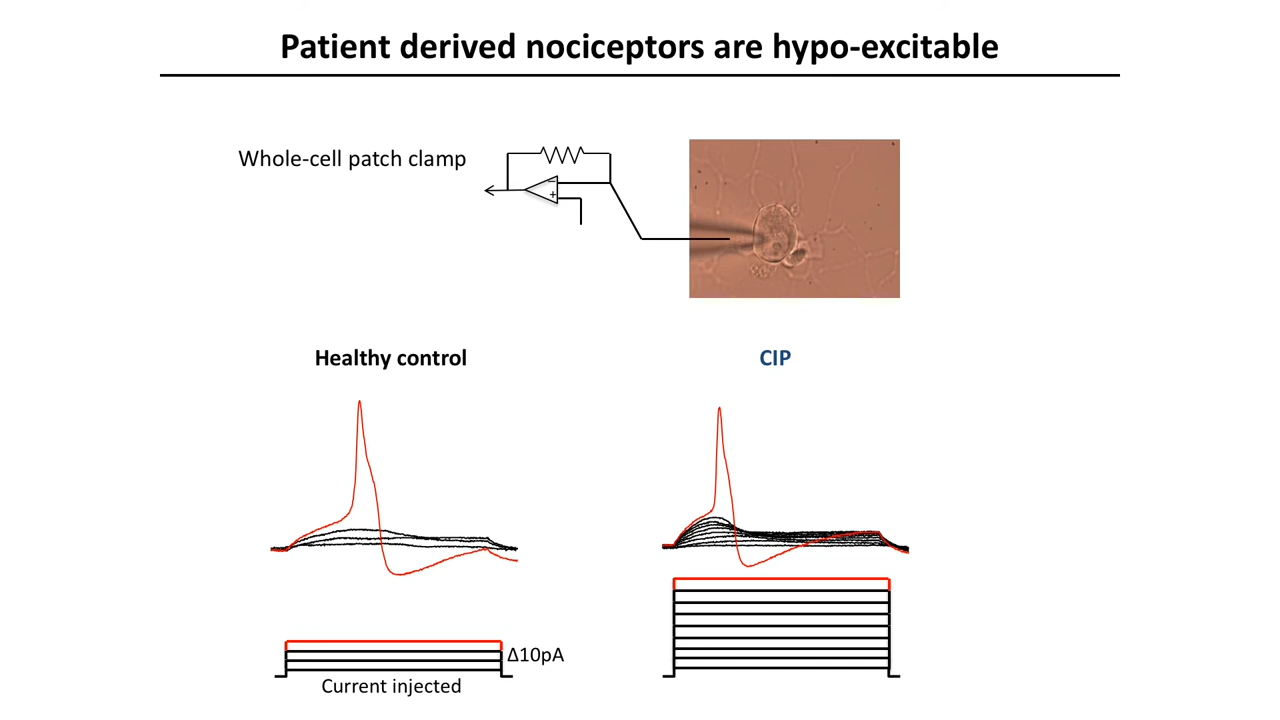 Patient derived nociceptors are hypo-excitable
Whole-cell patch clamp
−
+
Healthy control
CIP
Δ10pA
Current injected